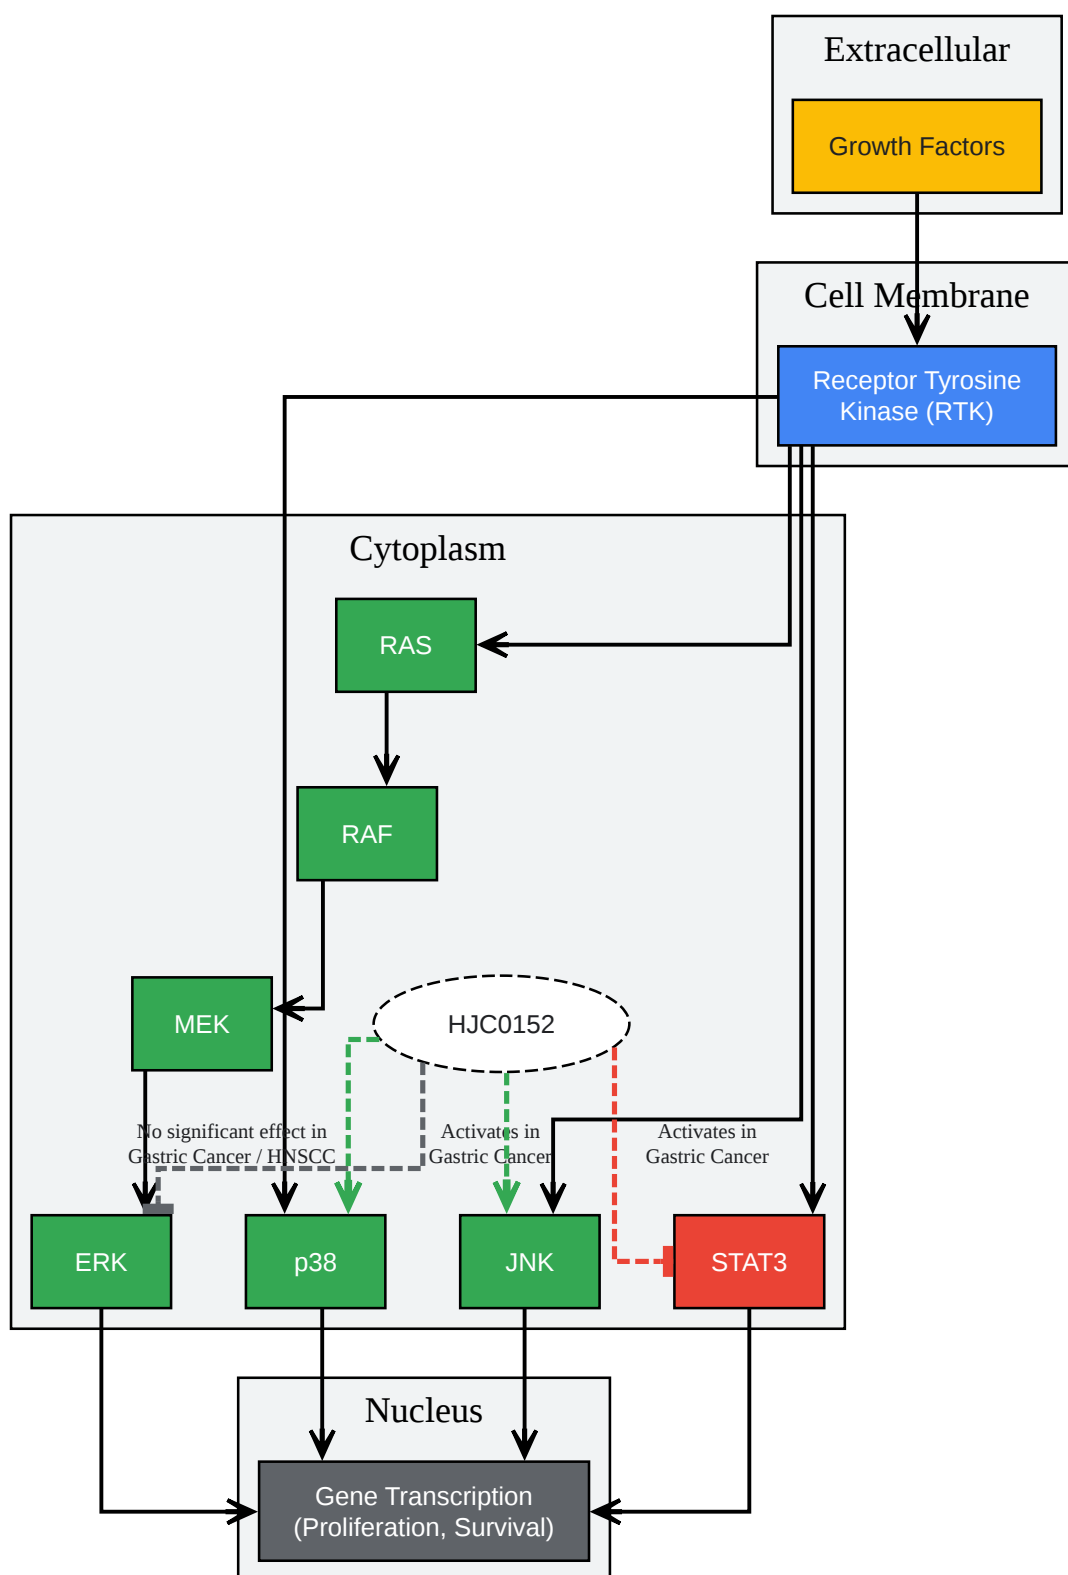 Extracellular
Growth Factors
Cell Membrane
Receptor Tyrosine
Kinase (RTK)
Cytoplasm
RAS
RAF
MEK
HJC0152
No significant effect in
Gastric Cancer / HNSCC
Activates in
Gastric Cancer
Activates in
Gastric Cancer
ERK
p38
JNK
STAT3
Nucleus
Gene Transcription
(Proliferation, Survival)